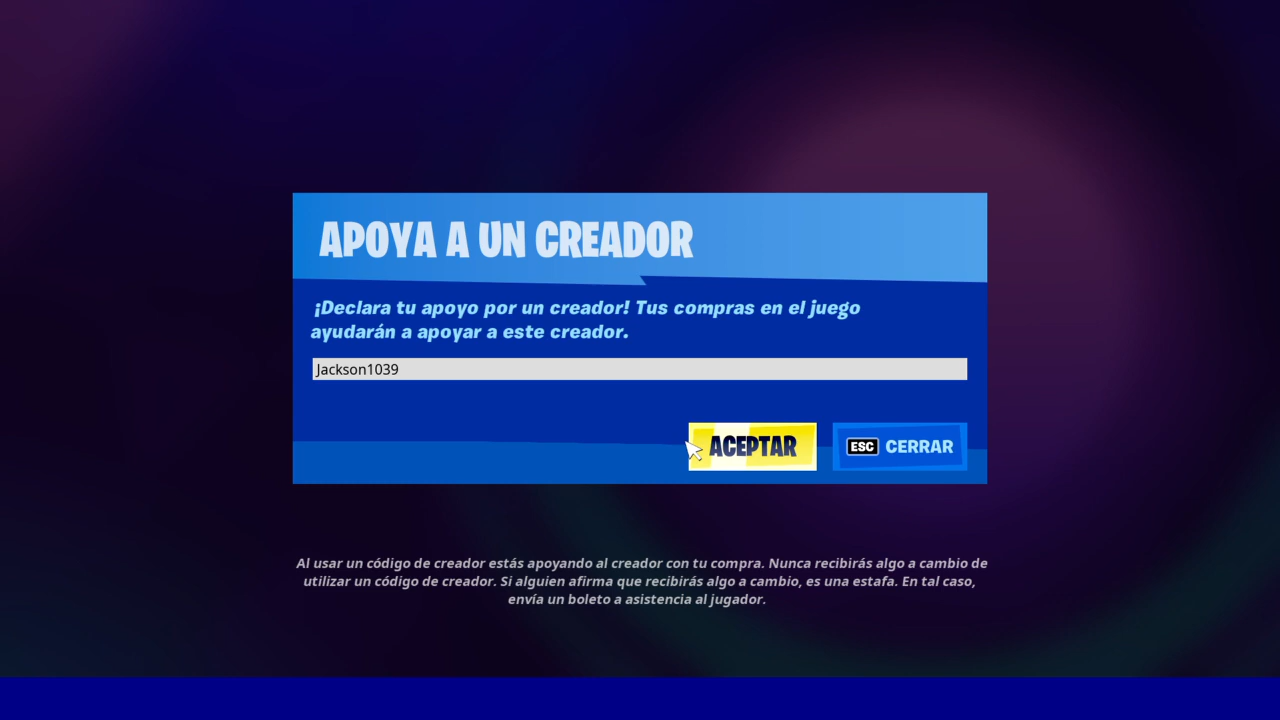 APOYA A UN CREADOR
¡Declara tu apoyo por un creador! Tus compras en el juego
ayudarán a apoyar a este creador.
Jackson1039
ACEPTAR
ESC CERRAR
Al usar un código de creador estás apoyando al creador con tu compra. Nunca recibirás algo a cambio de
utilizar un código de creador. Si alguien afirma que recibirás algo a cambio, es una estafa. En tal caso,
envía un boleto a asistencia al jugador.